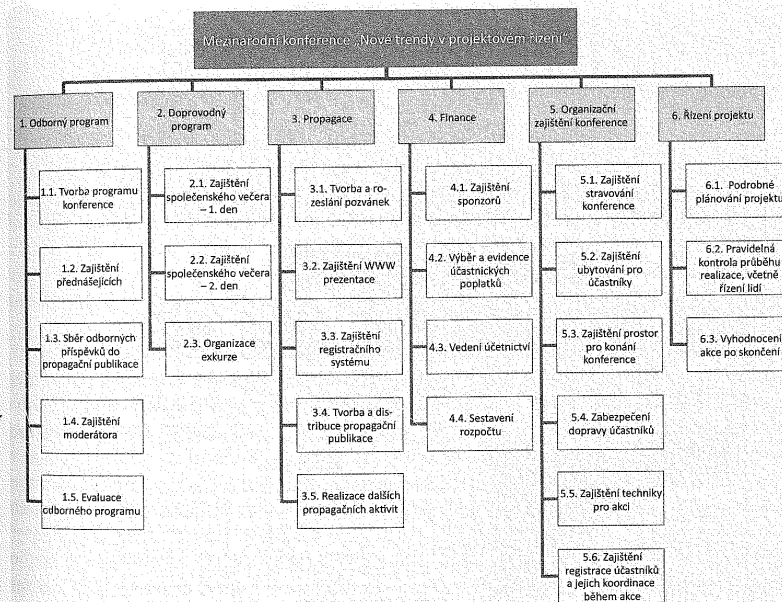 Mezinárodní konference „Nové trendy v projektovém řízení“
1. Odborný program
2. Doprovodný
program
3. Propagace
4. Finance
5. Organizační
zajištění konference
6. Řízení projektu
1.1. Tvorba programu
konference
1.2. Zajištění
přednášejících
1.3. Sběr odborných
příspěvků do
propagační publikace
1.4. Zajištění
moderátora
1.5. Evaluace
odborného programu
2.1. Zajištění
společenského večera
– 1. den
2.2. Zajištění
společenského večera
– 2. den
2.3. Organizace
exkurze
3.1. Tvorba a ro-
zeslání pozvánek
3.2. Zajištění WWW
prezentace
3.3. Zajištění
registračního
systému
3.4. Tvorba a dis-
tribuce propagační
publikace
3.5. Realizace dalších
propagačních aktivit
4.1. Zajištění
sponzorů
4.2. Výběr a evidence
účastnických
poplatků
4.3. Vedení účetnictví
4.4. Sestavení
rozpočtu
5.1. Zajištění
stravování
konference
5.2. Zajištění
ubytování pro
účastníky
5.3. Zajištění prostor
pro konání
konference
5.4. Zabezpečení
dopravy účastníků
5.5. Zajištění techniky
pro akci
5.6. Zajištění
registrace účastníků
a jejich koordinace
během akce
6.1. Podrobné
plánování projektu
6.2. Pravidelná
kontrola průběhu
realizace, včetně
řízení lidí
6.3. Vyhodnocení
akce po skončení